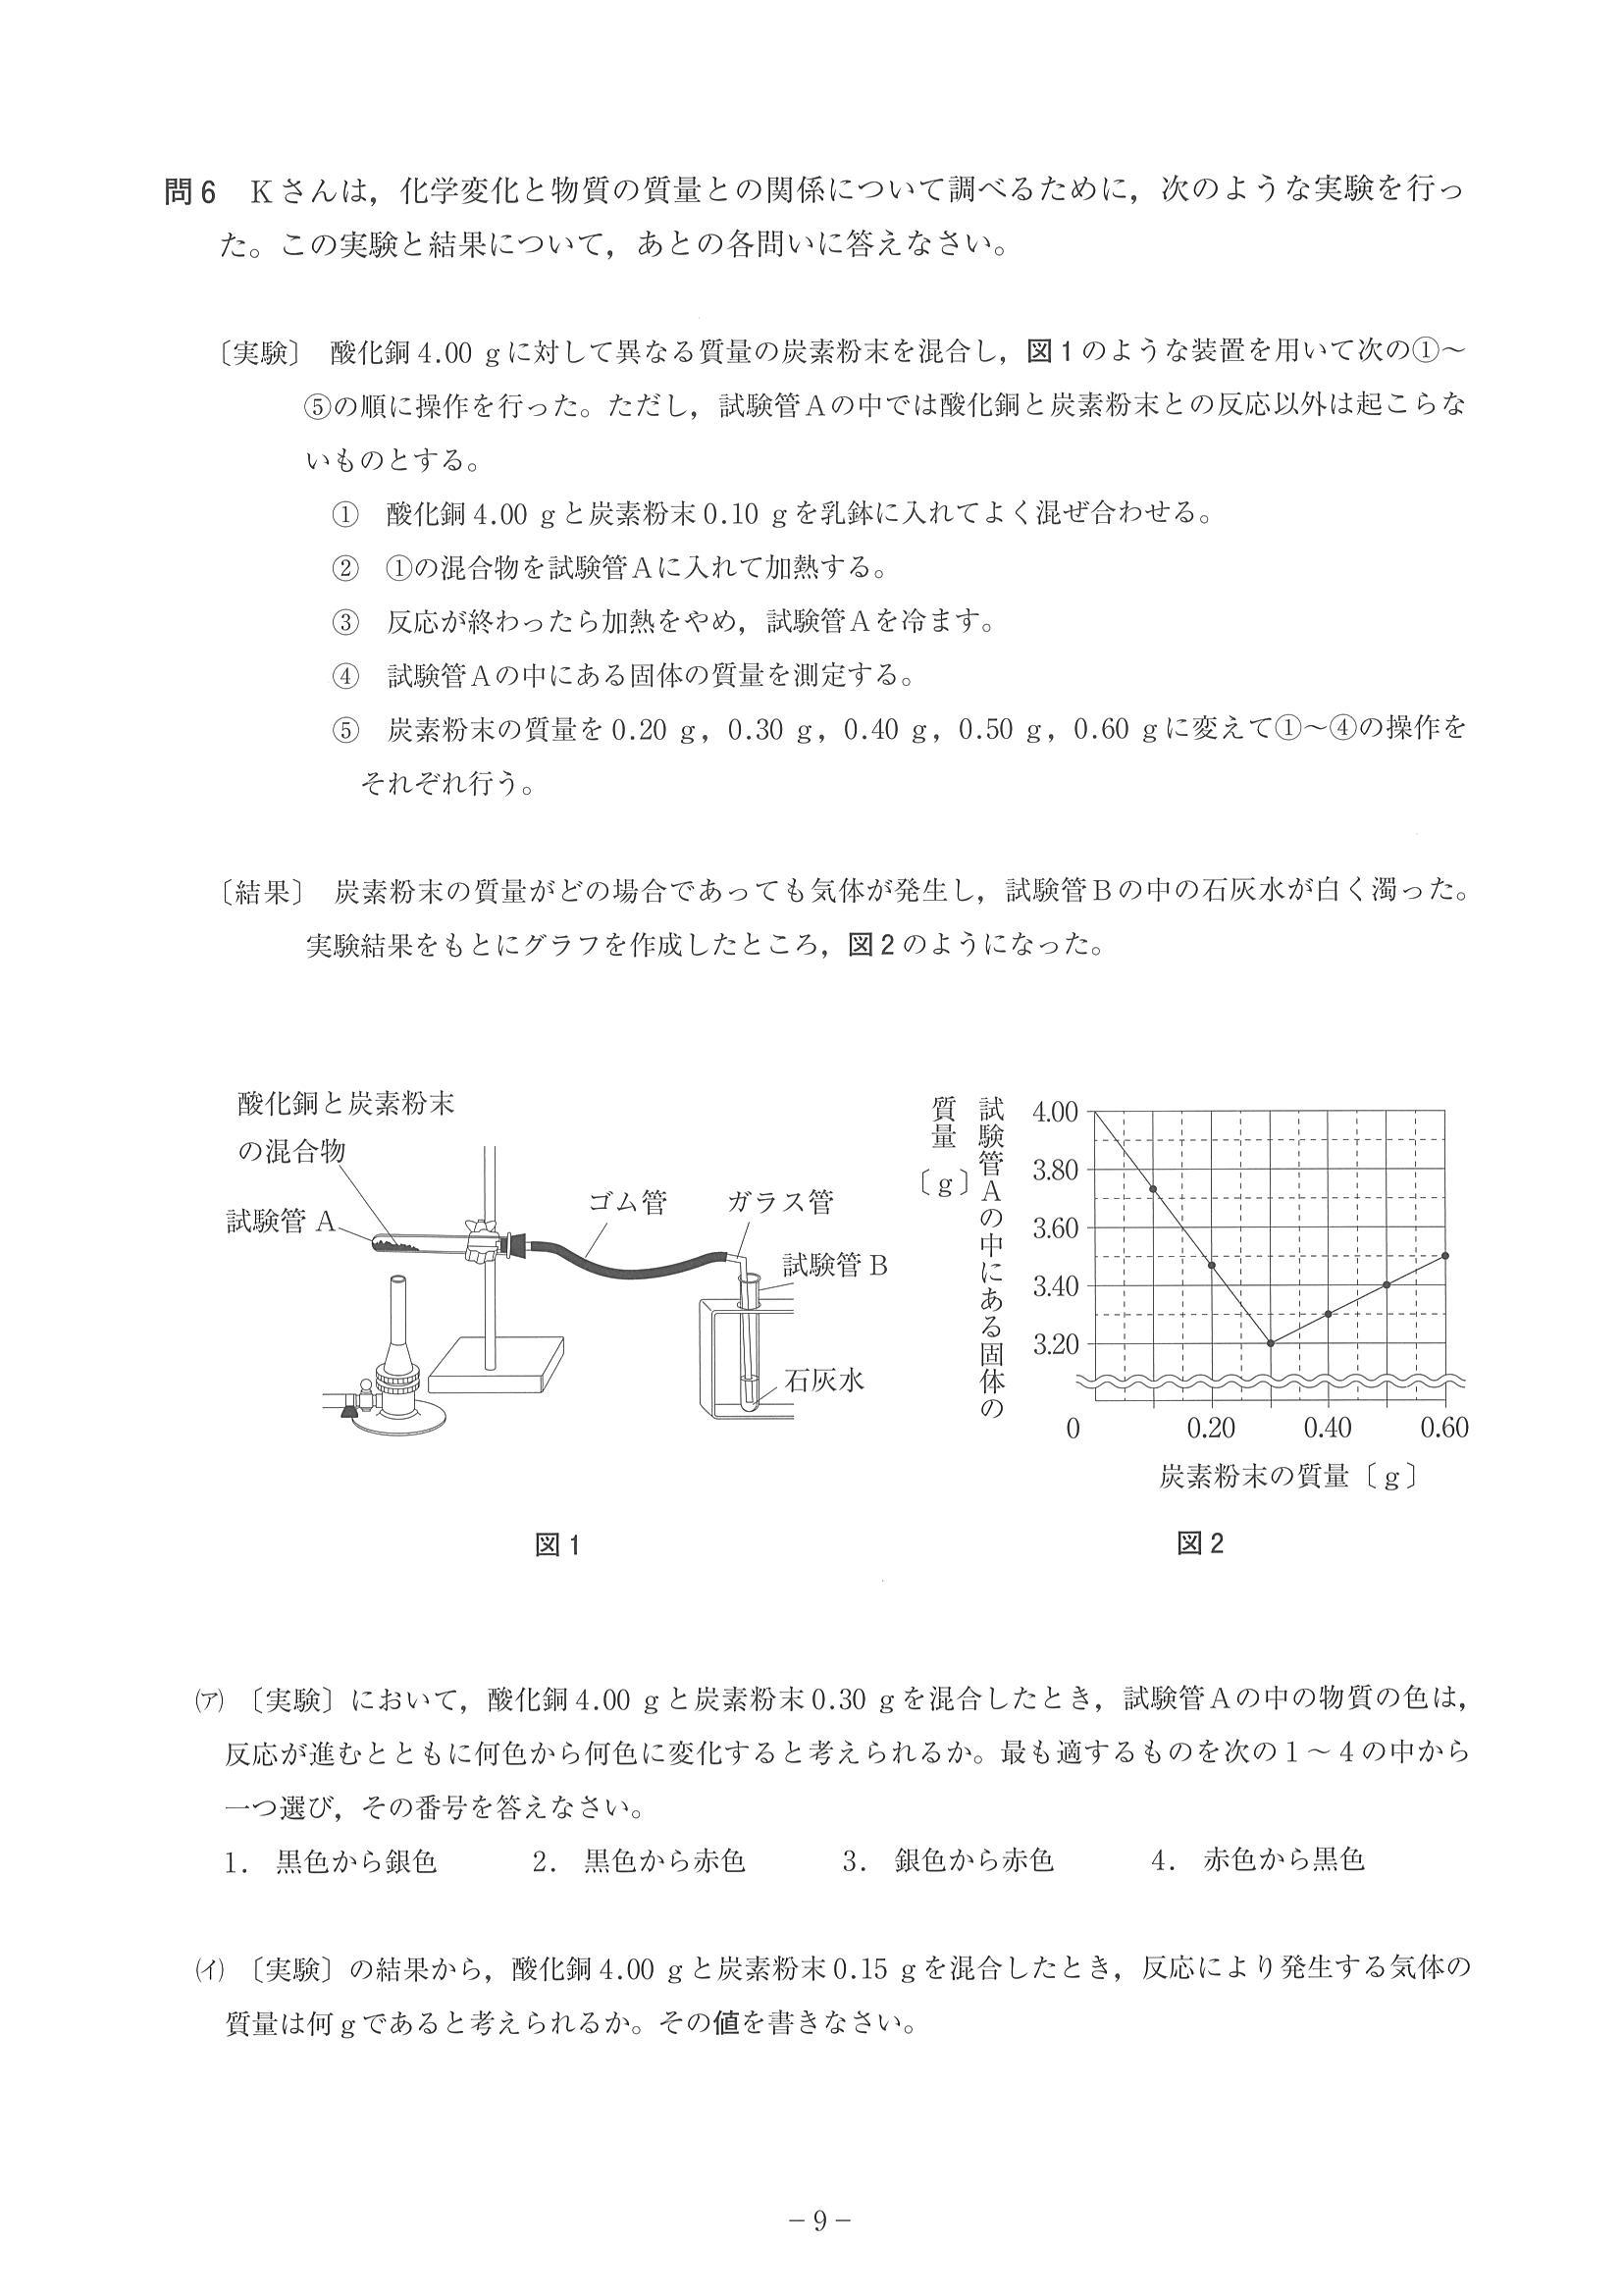 問6　Kさんは，化学変化と物質の質量との関係について調べるために，次のような実験を行っ
た。この実験と結果について，あとの各問いに答えなさい。
〔実験〕　酸化銅4.00 gに対して異なる質量の炭素粉末を混合し，図1のような装置を用いて次の①～
⑤の順に操作を行った。ただし，試験管Aの中では酸化銅と炭素粉末との反応以外は起こらな
いものとする。
①　酸化銅4.00 gと炭素粉末0.10 gを乳鉢に入れてよく混ぜ合わせる。
②　①の混合物を試験管Aに入れて加熱する。
③　反応が終わったら加熱をやめ，試験管Aを冷ます。
④　試験管Aの中にある固体の質量を測定する。
⑤　炭素粉末の質量を0.20 g，0.30 g，0.40 g，0.50 g，0.60 gに変えて①～④の操作を
それぞれ行う。
〔結果〕　炭素粉末の質量がどの場合であっても気体が発生し，試験管Bの中の石灰水が白く濁った。
実験結果をもとにグラフを作成したところ，図2のようになった。
酸化銅と炭素粉末
の混合物
試験管 A
ゴム管
ガラス管
試験管 B
石灰水
図1
試験管Aの中にある固体の
質量〔g〕
4.00
3.80
3.60
3.40
3.20
0
0.20
0.40
0.60
炭素粉末の質量〔g〕
図2
(ア)　〔実験〕において，酸化銅4.00 gと炭素粉末0.30 gを混合したとき，試験管Aの中の物質の色は，
反応が進むとともに何色から何色に変化すると考えられるか。最も適するものを次の1～4の中から
一つ選び，その番号を答えなさい。
1．黒色から銀色　　2．黒色から赤色　　3．銀色から赤色　　4．赤色から黒色
(イ)　〔実験〕の結果から，酸化銅4.00 gと炭素粉末0.15 gを混合したとき，反応により発生する気体の
質量は何gであると考えられるか。その値を書きなさい。
－9－